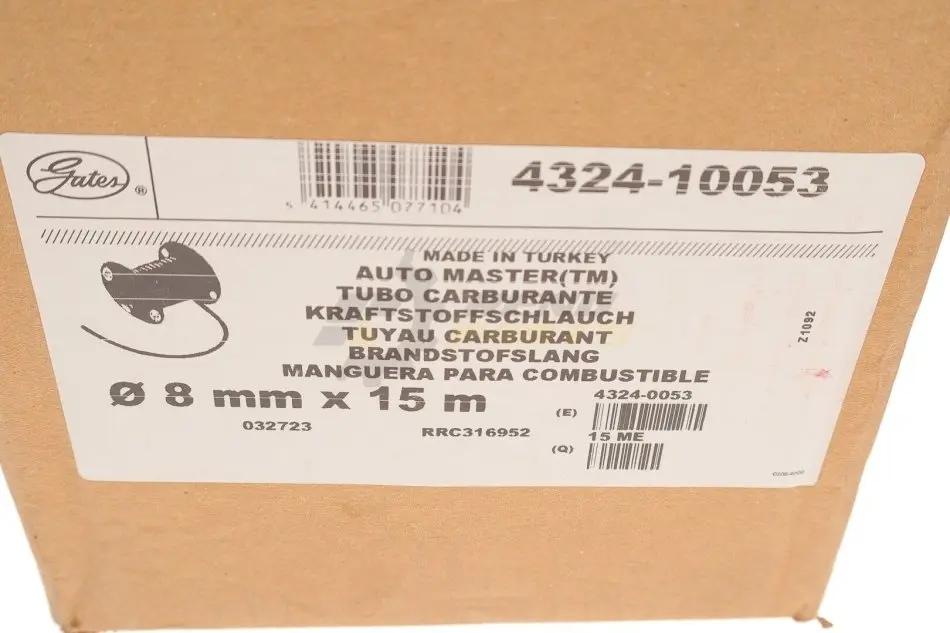 Gates ®
5 414465 077104
4324-10053
MADE IN TURKEY
AUTO MASTER(TM)
TUBO CARBURANTE
KRAFTSTOFFSCHLAUCH
TUYAU CARBURANT
BRANDSTOFSLANG
MANGUERA PARA COMBUSTIBLE
Ø 8 mm x 15 m
032723
RRC316952
(E)
4324-0053
(Q)
15 ME
Z1092